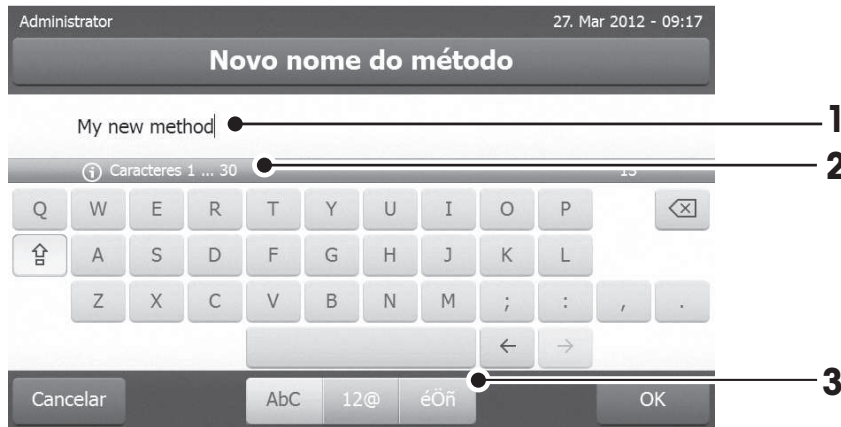 Administrator 27. Mar 2012 - 09:17
Novo nome do método
My new method 1
Caracteres 1 ... 30 2
Q W E R T Y U I O P
A S D F G H J K L
Z X C V B N M ; : , .
← →
3
Cancelar AbC 12@ éÖñ OK